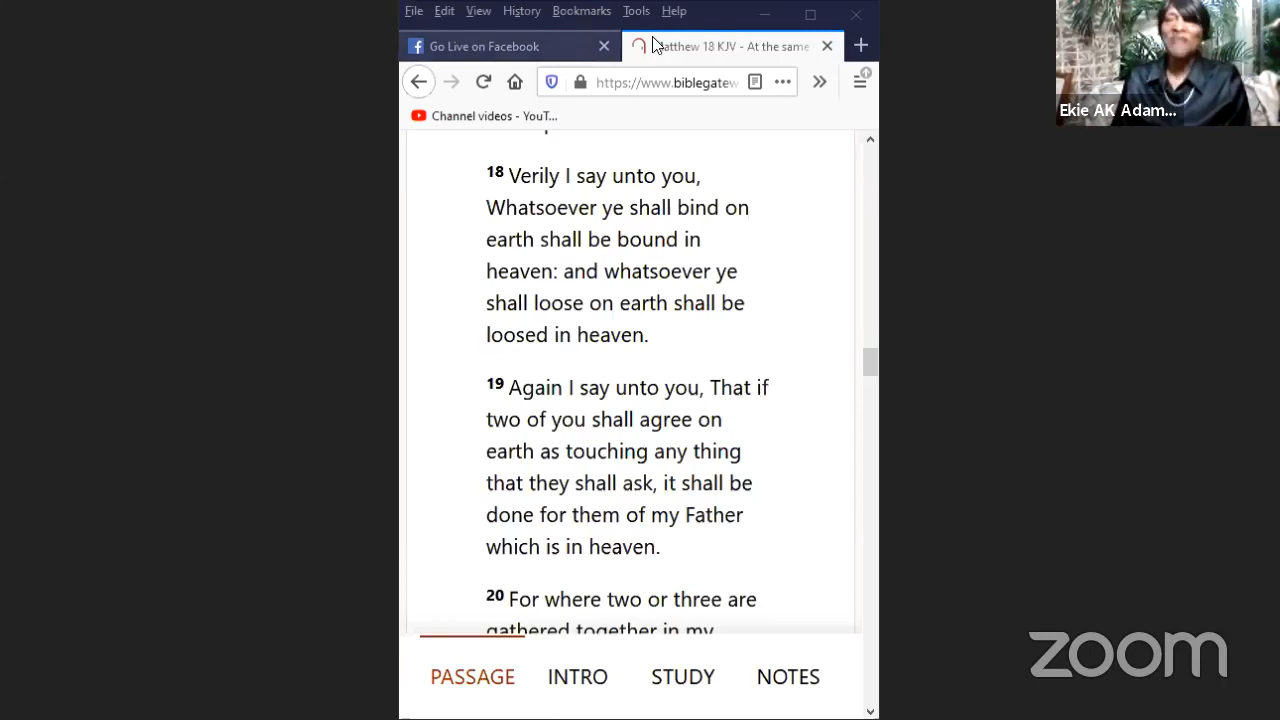 File Edit View History Bookmarks Tools Help
Go Live on Facebook
atthew 18 KJV - At the same
https://www.biblegatew
Channel videos - YouT...
18 Verily I say unto you,
Whatsoever ye shall bind on
earth shall be bound in
heaven: and whatsoever ye
shall loose on earth shall be
loosed in heaven.
19 Again I say unto you, That if
two of you shall agree on
earth as touching any thing
that they shall ask, it shall be
done for them of my Father
which is in heaven.
20 For where two or three are
gathered together in my
PASSAGE INTRO STUDY NOTES
Ekie AK Adam...
zoom